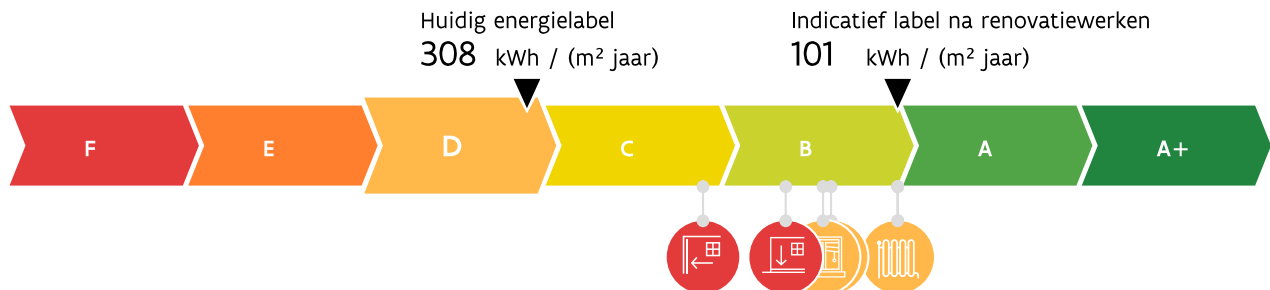 Huidig energielabel
308 kWh / (m² jaar)
Indicatief label na renovatiewerken
101 kWh / (m² jaar)
F E D C B A A+